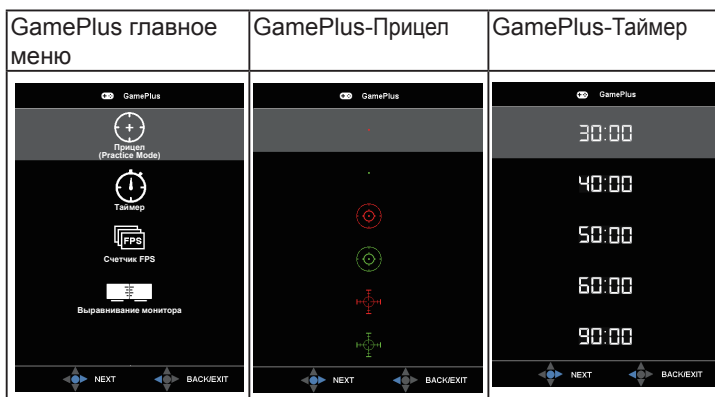 GamePlus главное
меню
GamePlus-Прицел
GamePlus-Таймер
GamePlus
Прицел
(Practice Mode)
Таймер
FPS
Счетчик FPS
Выравнивание монитора
NEXT BACK/EXIT
GamePlus
NEXT BACK/EXIT
GamePlus
30:00
40:00
50:00
60:00
90:00
NEXT BACK/EXIT